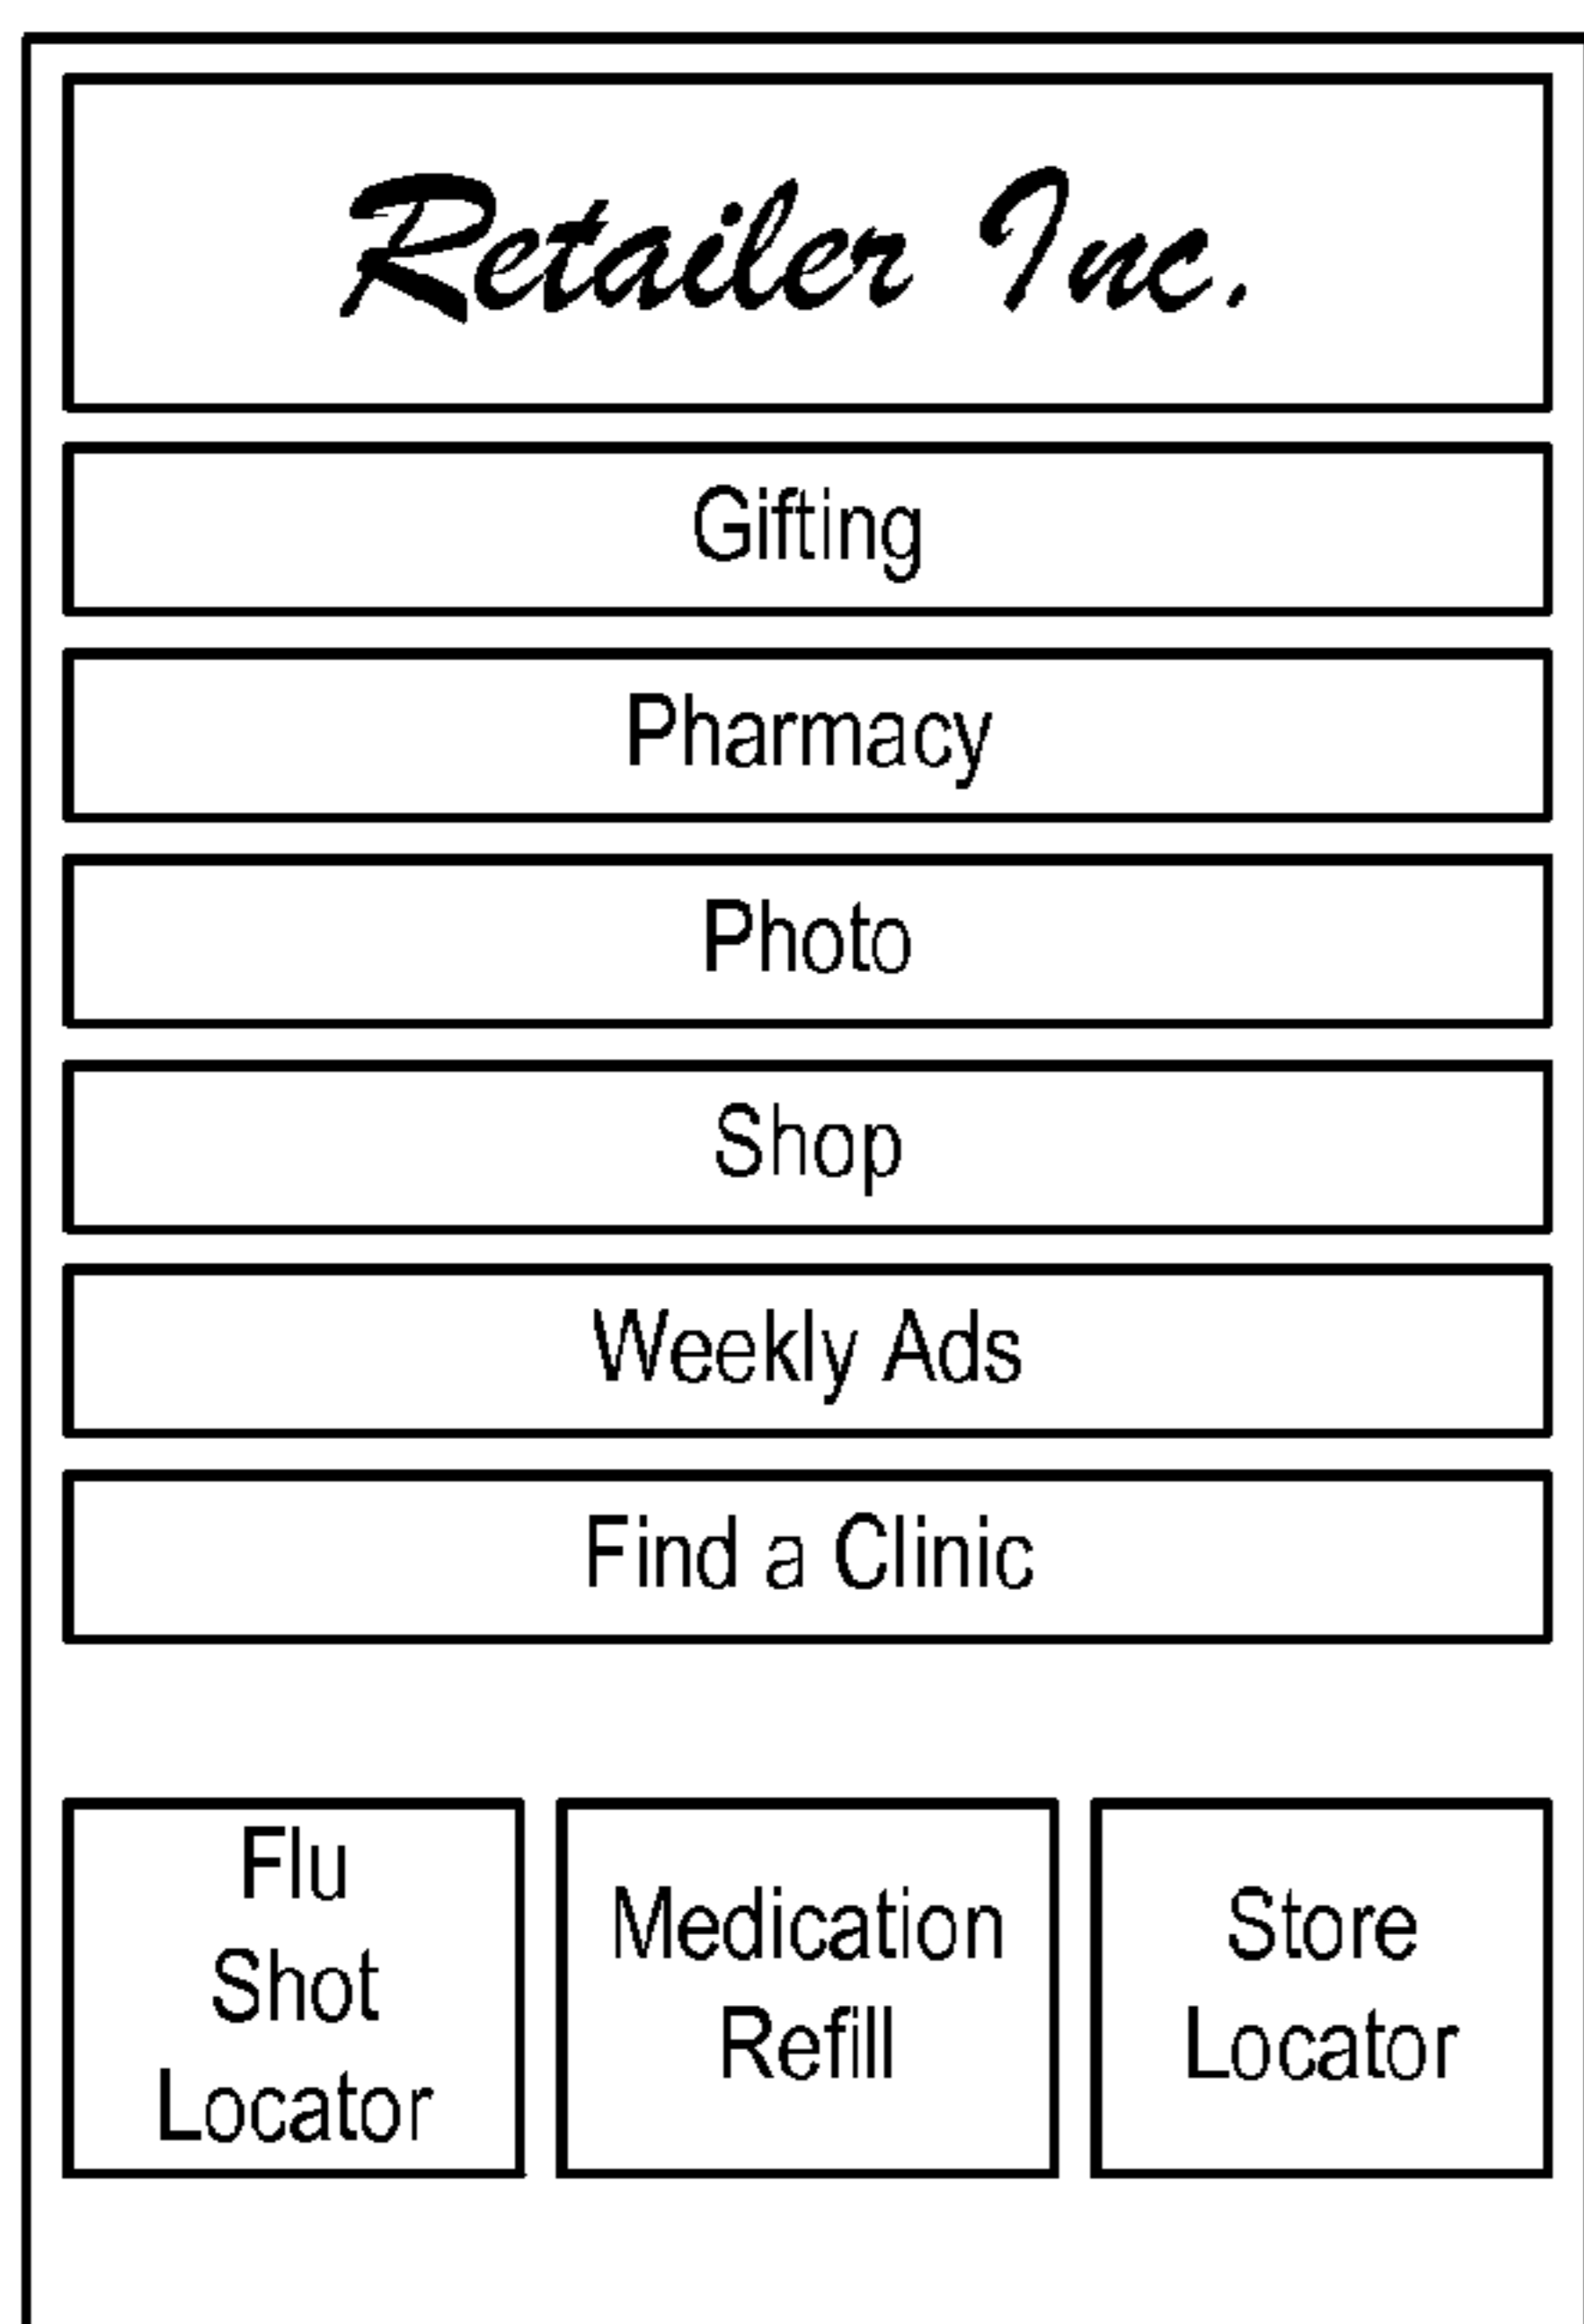 Retailer Inc.
Gifting
Pharmacy
Photo
Shop
Weekly Ads
Find a Clinic
Flu
Shot
Locator
Medication
Refill
Store
Locator